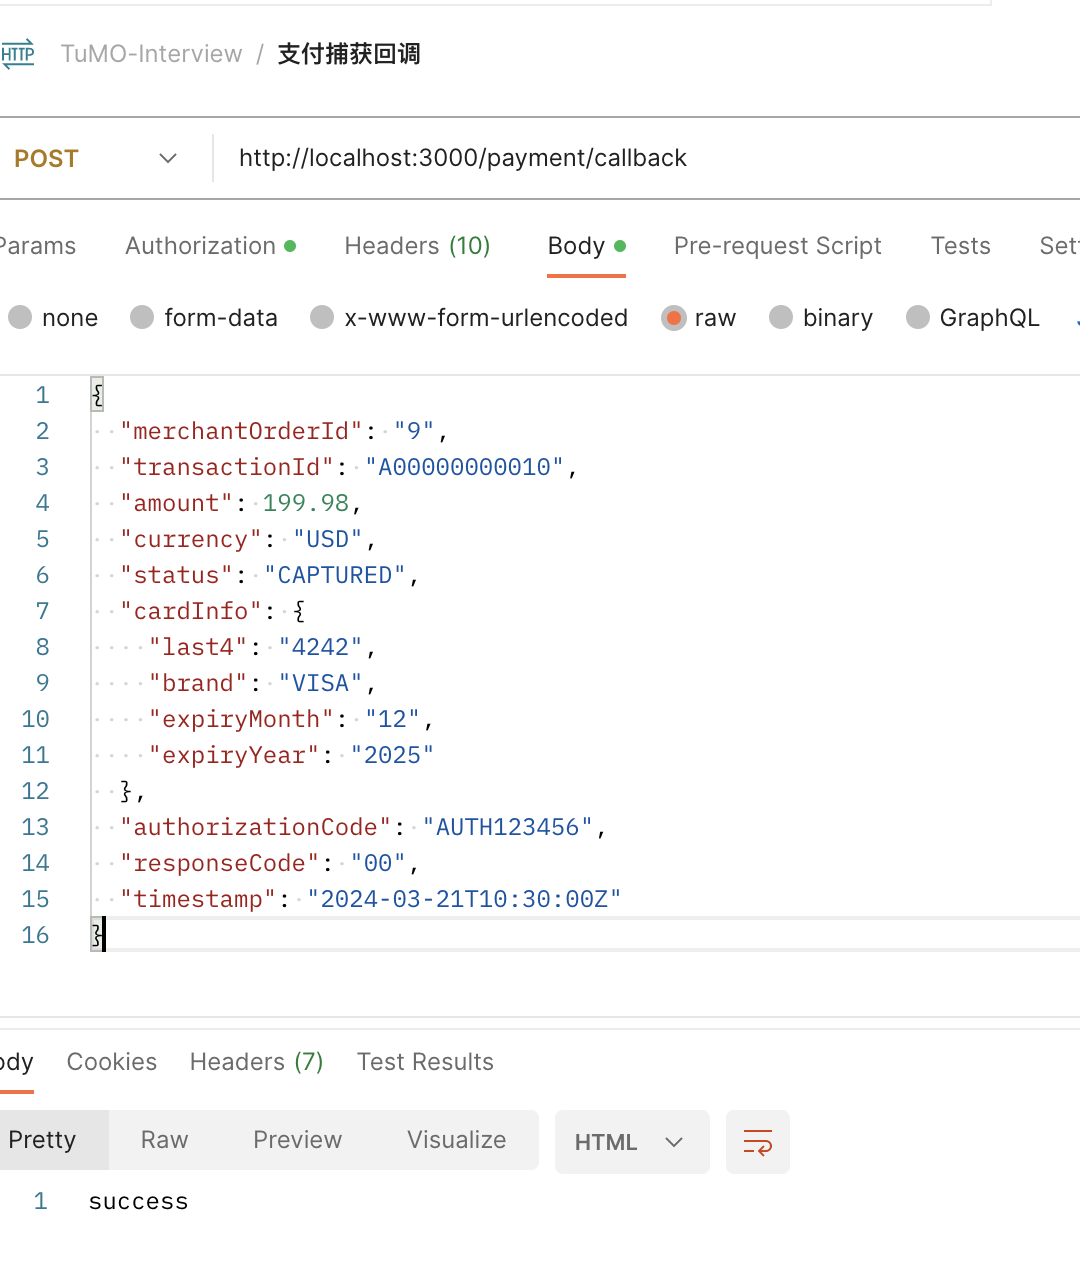 HTTP TuMO-Interview / 支付捕获回调
POST http://localhost:3000/payment/callback
Params Authorization Headers (10) Body Pre-request Script Tests Sett
none form-data x-www-form-urlencoded raw binary GraphQL
1 {
2 "merchantOrderId": "9",
3 "transactionId": "A00000000010",
4 "amount": 199.98,
5 "currency": "USD",
6 "status": "CAPTURED",
7 "cardInfo": {
8 "last4": "4242",
9 "brand": "VISA",
10 "expiryMonth": "12",
11 "expiryYear": "2025"
12 },
13 "authorizationCode": "AUTH123456",
14 "responseCode": "00",
15 "timestamp": "2024-03-21T10:30:00Z"
16 }
ody Cookies Headers (7) Test Results
Pretty Raw Preview Visualize HTML
1 success